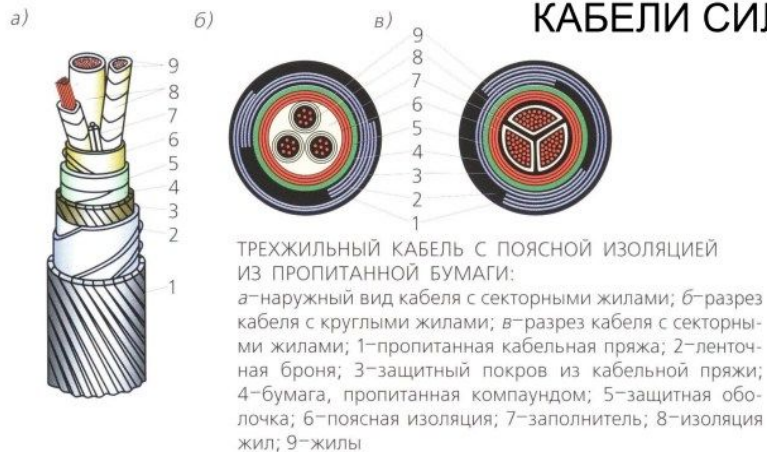 КАБЕЛИ СИЛ
а)
б)
в)
9
8
7
6
5
4
3
2
1
9
8
7
6
5
4
3
2
1
ТРЕХЖИЛЬНЫЙ КАБЕЛЬ С ПОЯСНОЙ ИЗОЛЯЦИЕЙ
ИЗ ПРОПИТАННОЙ БУМАГИ:
а–наружный вид кабеля с секторными жилами; б–разрез
кабеля с круглыми жилами; в–разрез кабеля с секторны-
ми жилами; 1–пропитанная кабельная пряжа; 2–ленточ-
ная броня; 3–защитный покров из кабельной пряжи;
4–бумага, пропитанная компаундом; 5–защитная обо-
лочка; 6–поясная изоляция; 7–заполнитель; 8–изоляция
жил; 9–жилы